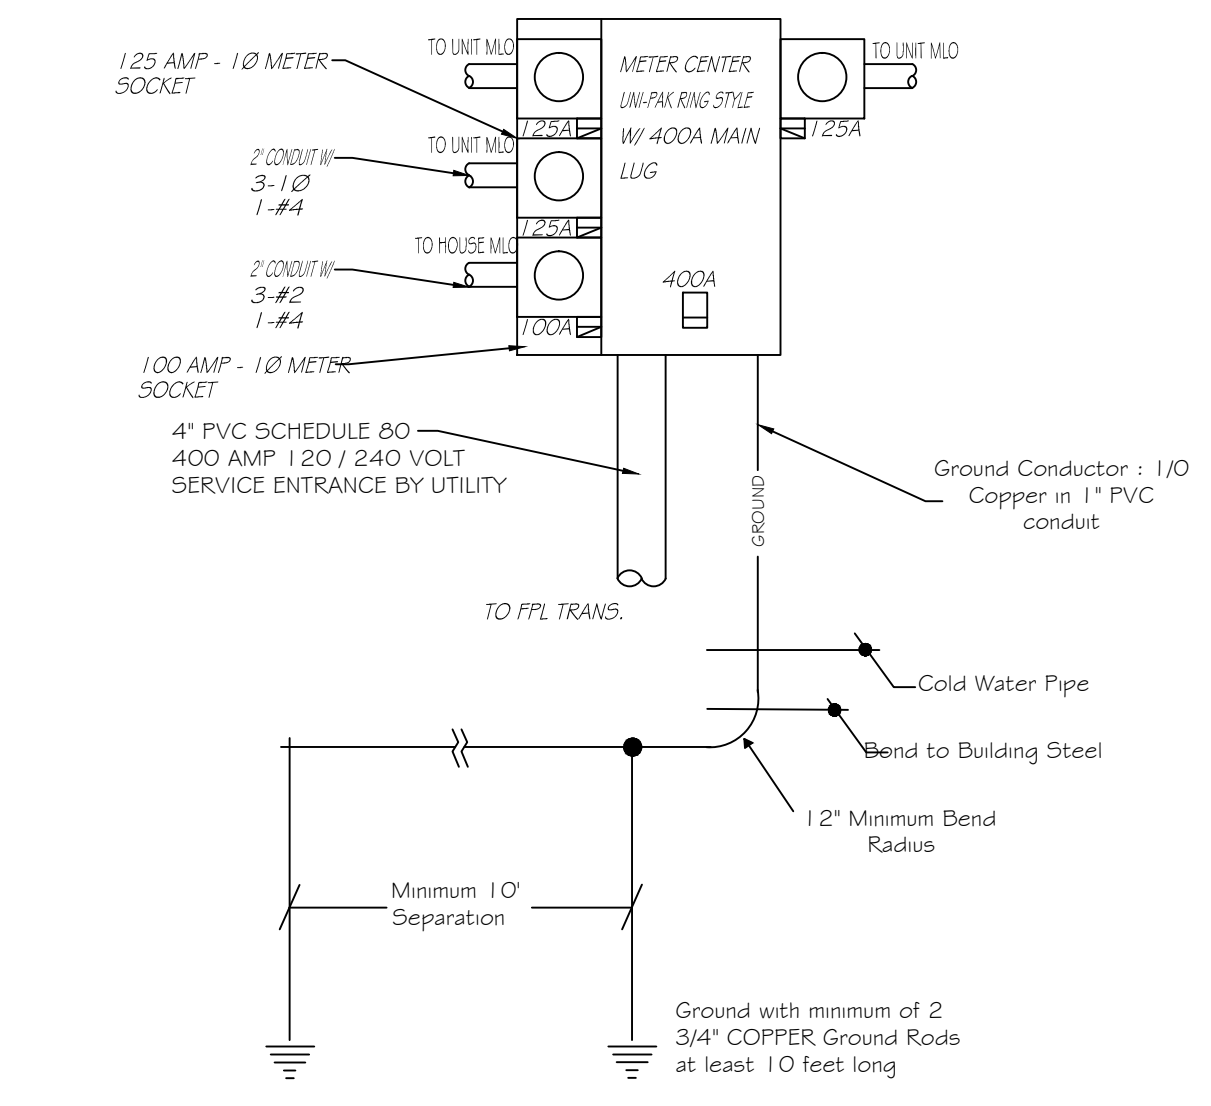 TO UNIT MLO
TO UNIT MLO
125 AMP - 1Ø METER
SOCKET
METER CENTER
UNI-PAK RING STYLE
W/ 400A MAIN
LUG
125A
125A
TO UNIT MLO
2" CONDUIT W/
3-1Ø
1-#4
125A
TO HOUSE MLO
2" CONDUIT W/
3-#2
1-#4
400A
100A
100 AMP - 1Ø METER
SOCKET
4" PVC SCHEDULE 80
400 AMP 120 / 240 VOLT
SERVICE ENTRANCE BY UTILITY
Ground Conductor : 1/0
Copper in 1" PVC
conduit
GROUND
TO FPL TRANS.
Cold Water Pipe
Bond to Building Steel
12" Minimum Bend
Radius
Minimum 10'
Separation
Ground with minimum of 2
3/4" COPPER Ground Rods
at least 10 feet long